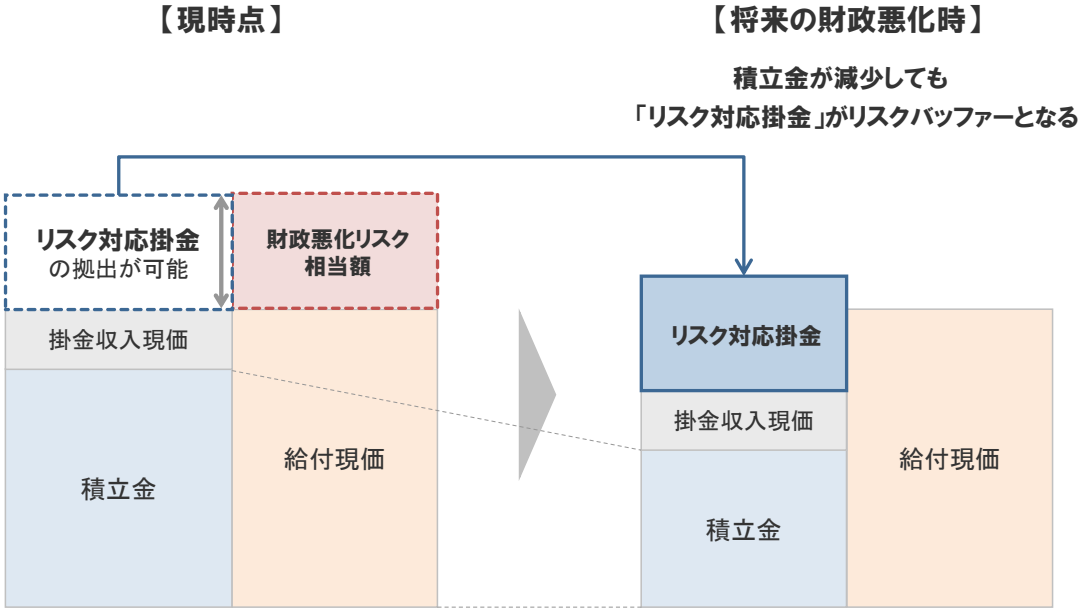 【現時点】
【将来の財政悪化時】
積立金が減少しても
「リスク対応掛金」がリスクバッファーとなる
リスク対応掛金
の拠出が可能
財政悪化リスク
相当額
掛金収入現価
積立金
給付現価
リスク対応掛金
掛金収入現価
積立金
給付現価